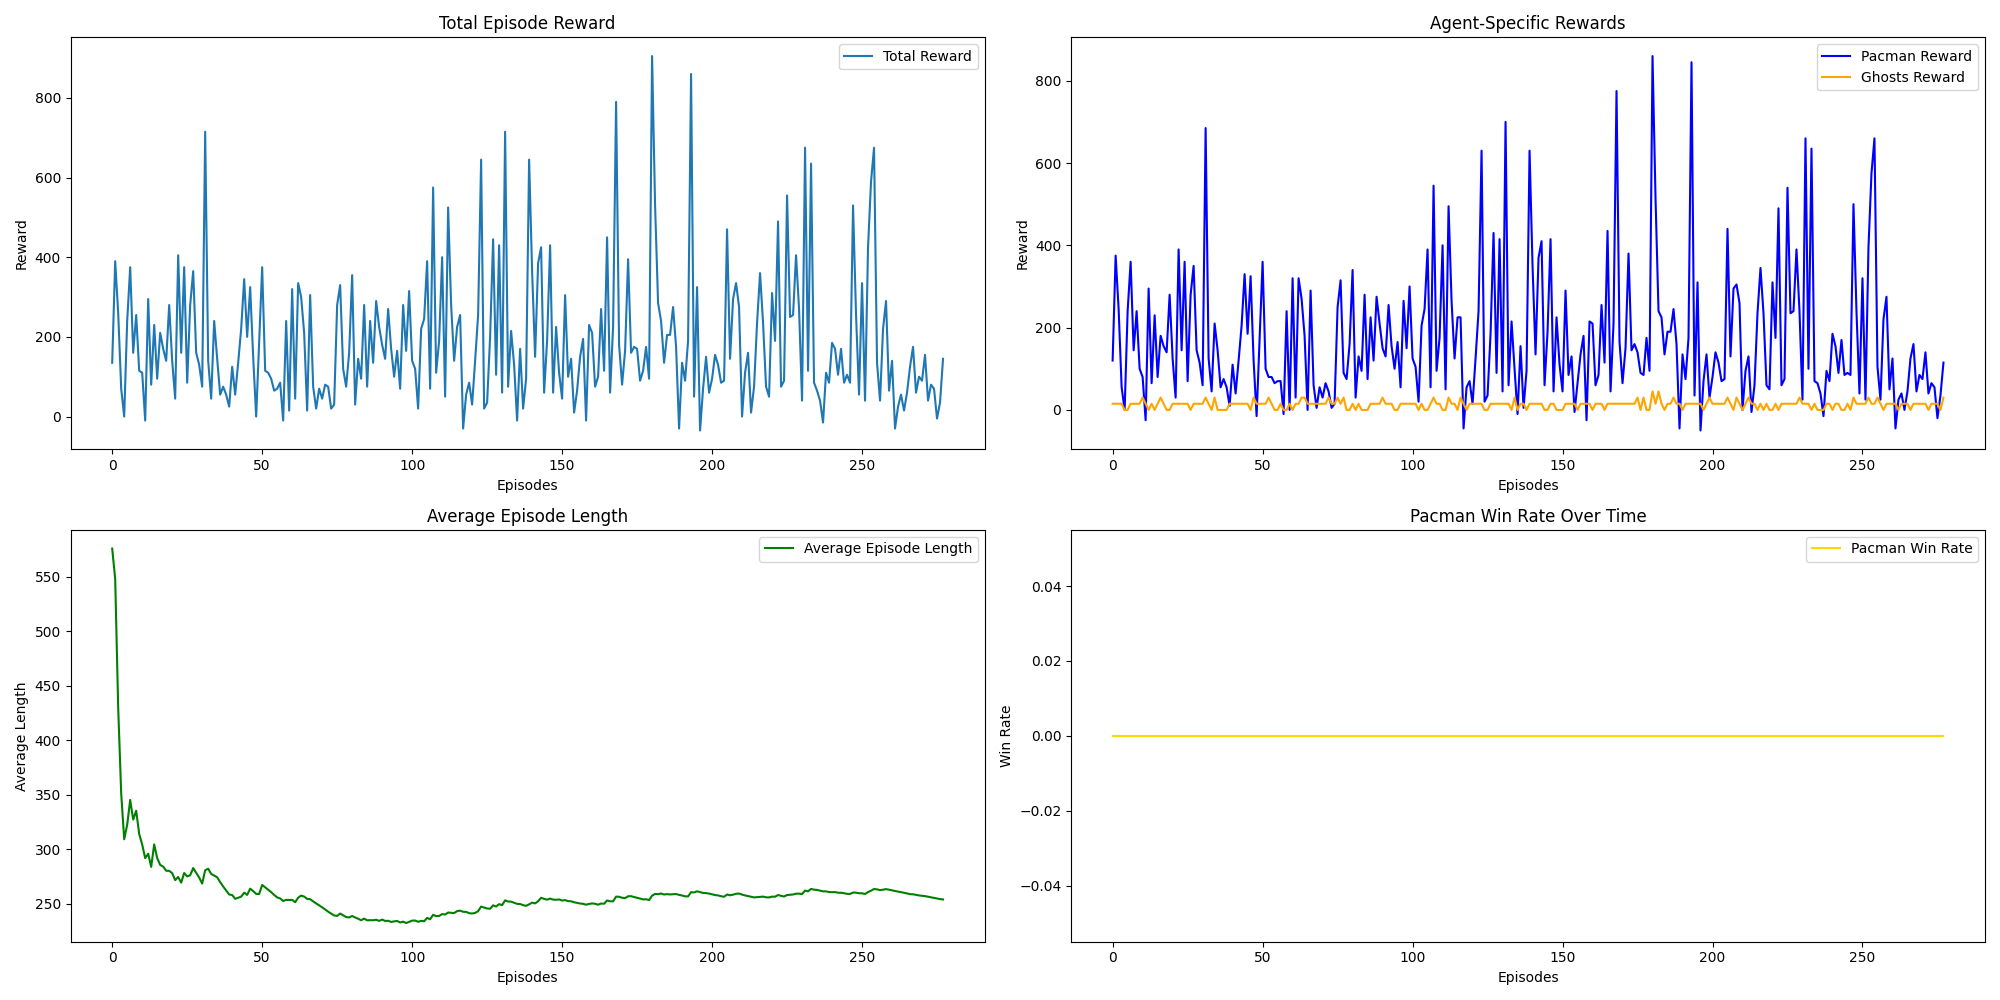 Total Episode Reward
Total Reward
800
600
400
200
0
Reward
0 50 100 150 200 250
Episodes
Agent-Specific Rewards
Pacman Reward
Ghosts Reward
800
600
400
200
0
Reward
0 50 100 150 200 250
Episodes
Average Episode Length
Average Episode Length
550
500
450
400
350
300
250
Average Length
0 50 100 150 200 250
Episodes
Pacman Win Rate Over Time
Pacman Win Rate
0.04
0.02
0.00
−0.02
−0.04
Win Rate
0 50 100 150 200 250
Episodes